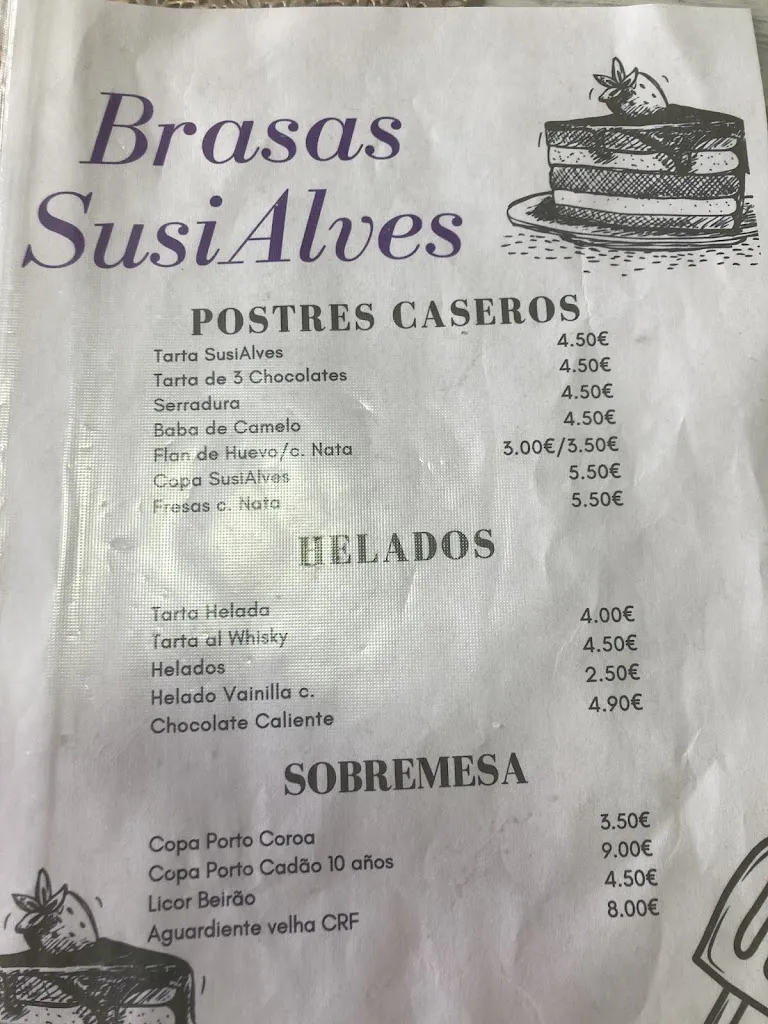 Brasas
SusiAlves
POSTRES CASEROS
Tarta SusiAlves 4.50€
Tarta de 3 Chocolates 4.50€
Serradura 4.50€
Baba de Camelo 4.50€
Flan de Huevo/c. Nata 3.00€/3.50€
Copa SusiAlves 5.50€
Fresas c. Nata 5.50€
HELADOS
Tarta Helada 4.00€
Tarta al Whisky 4.50€
Helados 2.50€
Helado Vainilla c. 4.90€
Chocolate Caliente
SOBREMESA
Copa Porto Coroa 3.50€
Copa Porto Cadão 10 años 9.00€
Licor Beirão 4.50€
Aguardiente velha CRF 8.00€